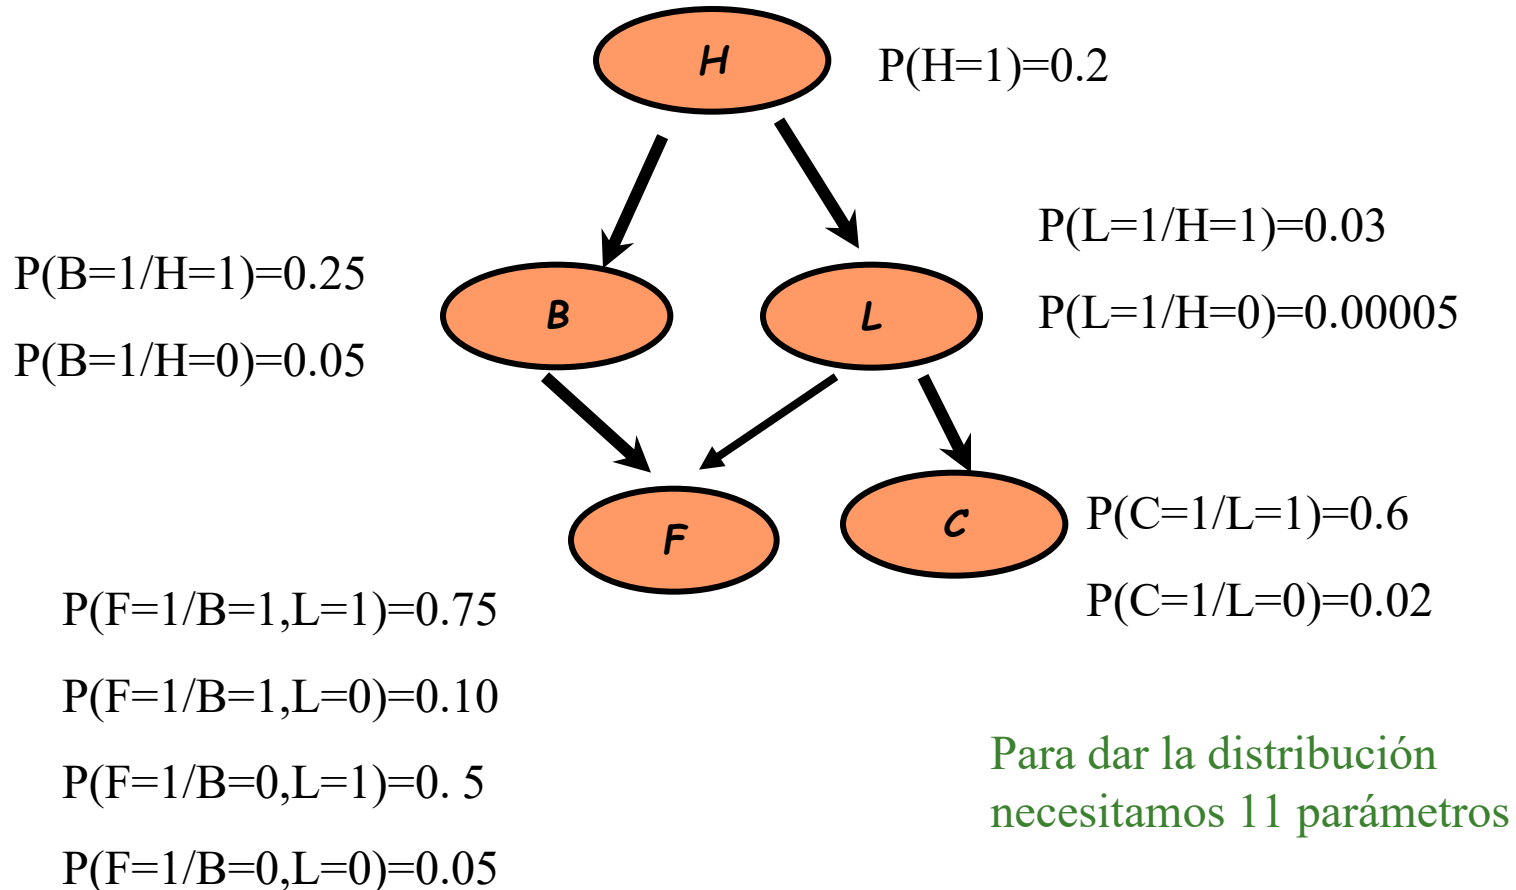 H
P(H=1)=0.2
P(L=1/H=1)=0.03
P(L=1/H=0)=0.00005
P(B=1/H=1)=0.25
P(B=1/H=0)=0.05
B
L
F
C
P(C=1/L=1)=0.6
P(C=1/L=0)=0.02
P(F=1/B=1,L=1)=0.75
P(F=1/B=1,L=0)=0.10
P(F=1/B=0,L=1)=0. 5
P(F=1/B=0,L=0)=0.05
Para dar la distribución
necesitamos 11 parámetros